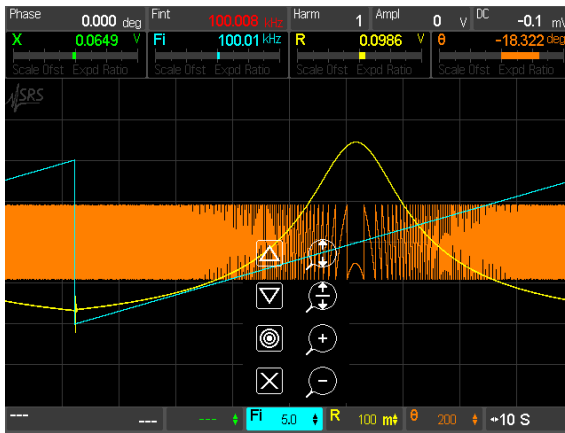 Phase 0.000 deg Fint 100.008 kHz Harm 1 Ampl 0 V DC -0.1 mV
X 0.0649 V Fi 100.01 kHz R 0.0986 V θ -18.322 deg
Scale Ofst Expd Ratio Scale Ofst Expd Ratio Scale Ofst Expd Ratio Scale Ofst Expd Ratio
SRS
--- --- --- Fi 5.0 R 100 m θ 200 10 S